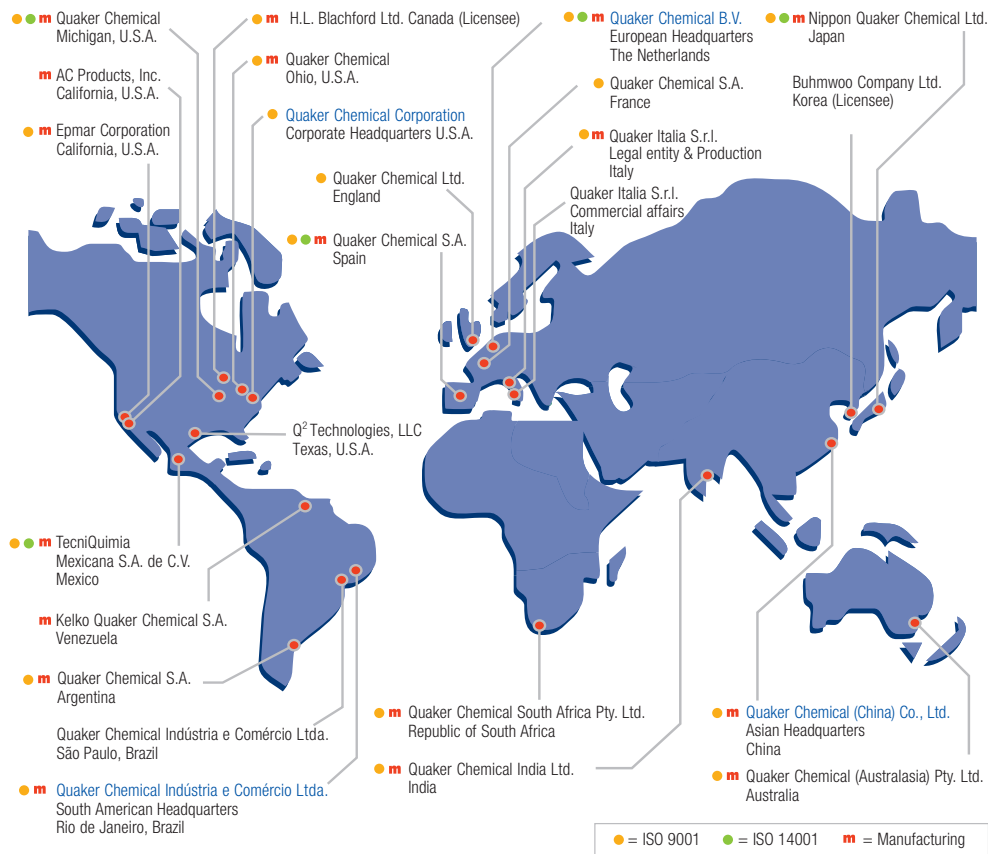 Quaker Chemical
Michigan, U.S.A.
m AC Products, Inc.
California, U.S.A.
m Epmar Corporation
California, U.S.A.
m H.L. Blachford Ltd. Canada (Licensee)
m Quaker Chemical
Ohio, U.S.A.
Quaker Chemical Corporation
Corporate Headquarters U.S.A.
Quaker Chemical Ltd.
England
m Quaker Chemical S.A.
Spain
m Quaker Chemical B.V.
European Headquarters
The Netherlands
Quaker Chemical S.A.
France
m Quaker Italia S.r.l.
Legal entity & Production
Italy
Quaker Italia S.r.l.
Commercial affairs
Italy
m Nippon Quaker Chemical Ltd.
Japan
Buhmwoo Company Ltd.
Korea (Licensee)
Q² Technologies, LLC
Texas, U.S.A.
m TecniQuimia
Mexicana S.A. de C.V.
Mexico
m Kelko Quaker Chemical S.A.
Venezuela
m Quaker Chemical S.A.
Argentina
Quaker Chemical Indústria e Comércio Ltda.
São Paulo, Brazil
m Quaker Chemical Indústria e Comércio Ltda.
South American Headquarters
Rio de Janeiro, Brazil
m Quaker Chemical South Africa Pty. Ltd.
Republic of South Africa
m Quaker Chemical India Ltd.
India
m Quaker Chemical (China) Co., Ltd.
Asian Headquarters
China
m Quaker Chemical (Australasia) Pty. Ltd.
Australia
= ISO 9001 = ISO 14001 m = Manufacturing